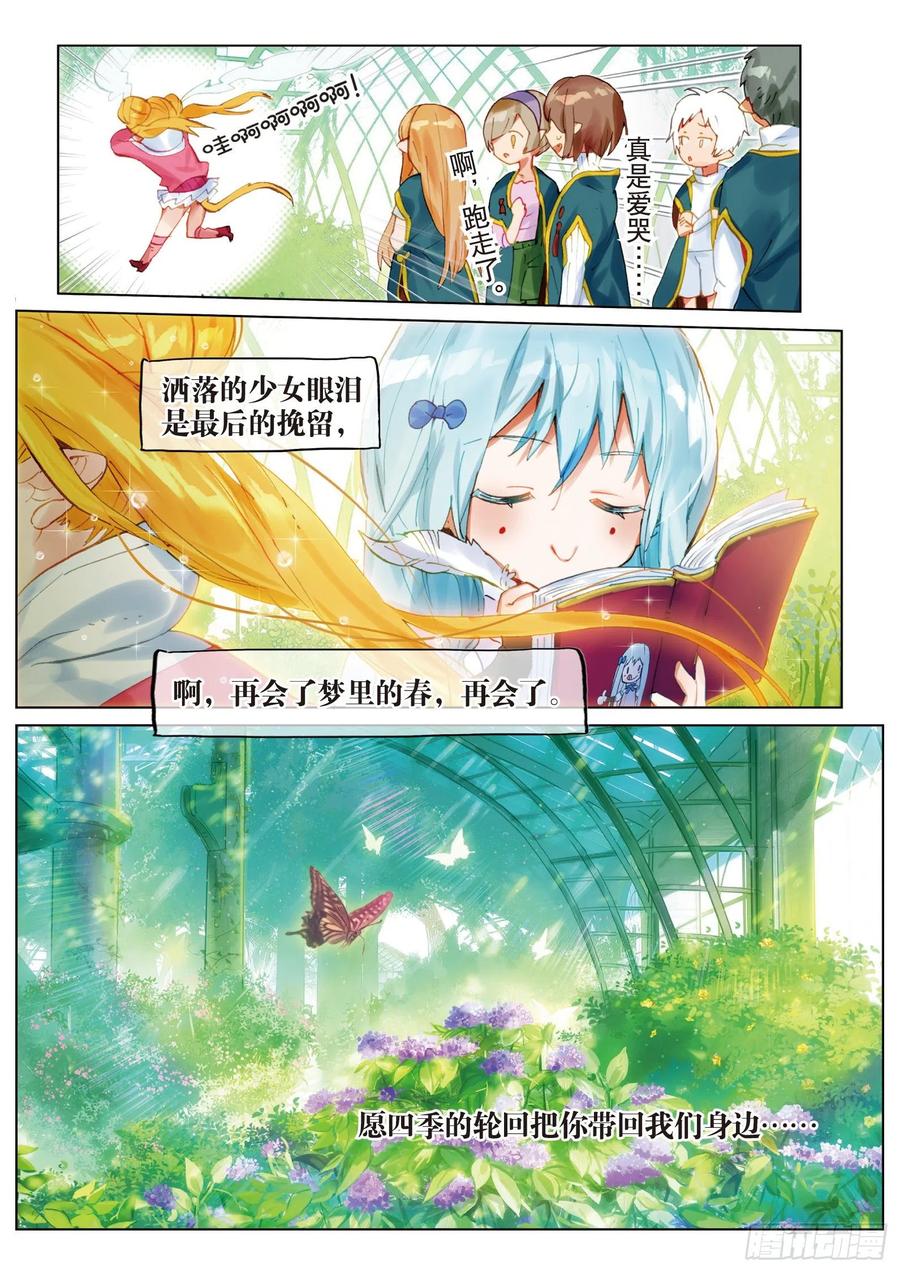 哇啊啊啊啊！
啊，
跑走了。
真是爱哭……
洒落的少女眼泪
是最后的挽留，
啊，再会了梦里的春，再会了。
愿四季的轮回把你带回我们身边……
腾讯动漫